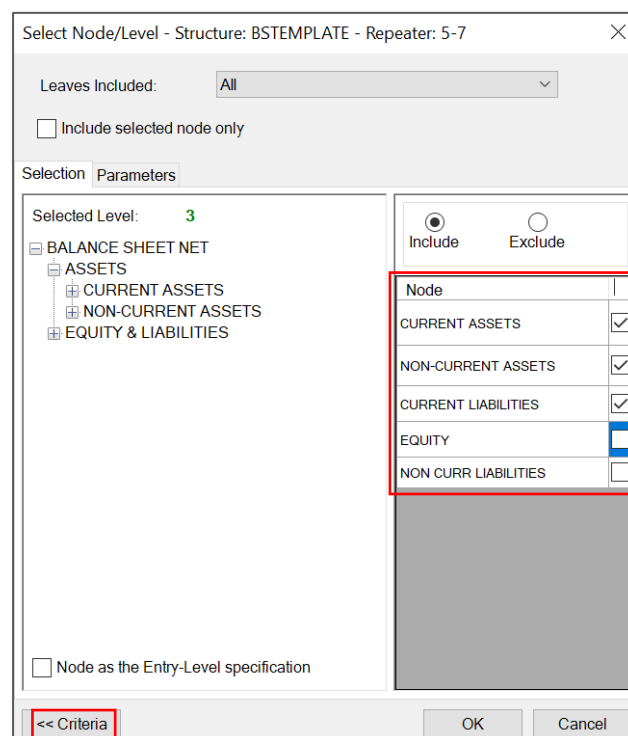 Select Node/Level - Structure: BSTEMPLATE - Repeater: 5-7
Leaves Included: All
Include selected node only
Selection Parameters
Selected Level: 3
BALANCE SHEET NET
ASSETS
CURRENT ASSETS
NON-CURRENT ASSETS
EQUITY & LIABILITIES
Include Exclude
Node
CURRENT ASSETS
NON-CURRENT ASSETS
CURRENT LIABILITIES
EQUITY
NON CURR LIABILITIES
Node as the Entry-Level specification
<< Criteria OK Cancel